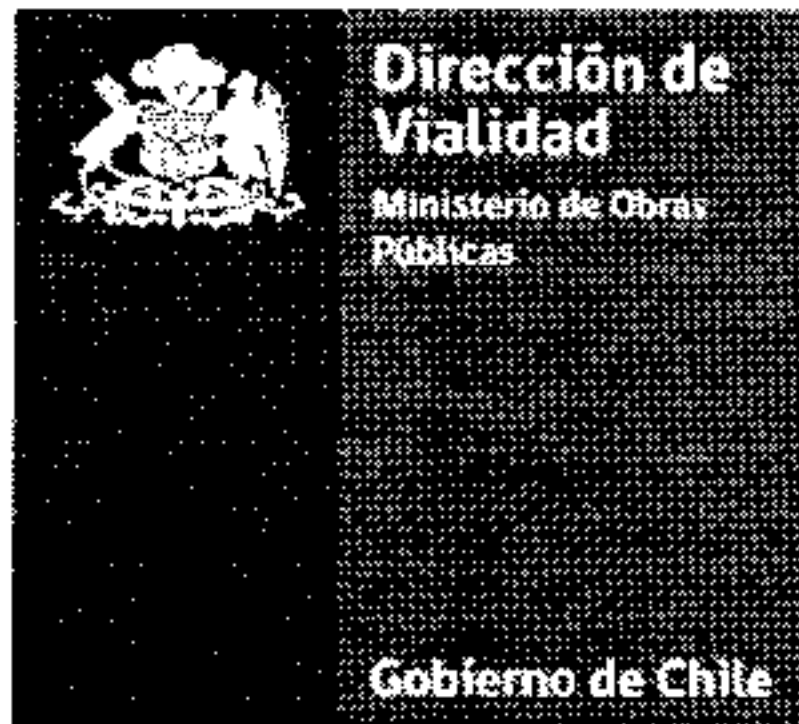 Dirección de
Vialidad
Ministerio de Obras
Públicas
Gobierno de Chile